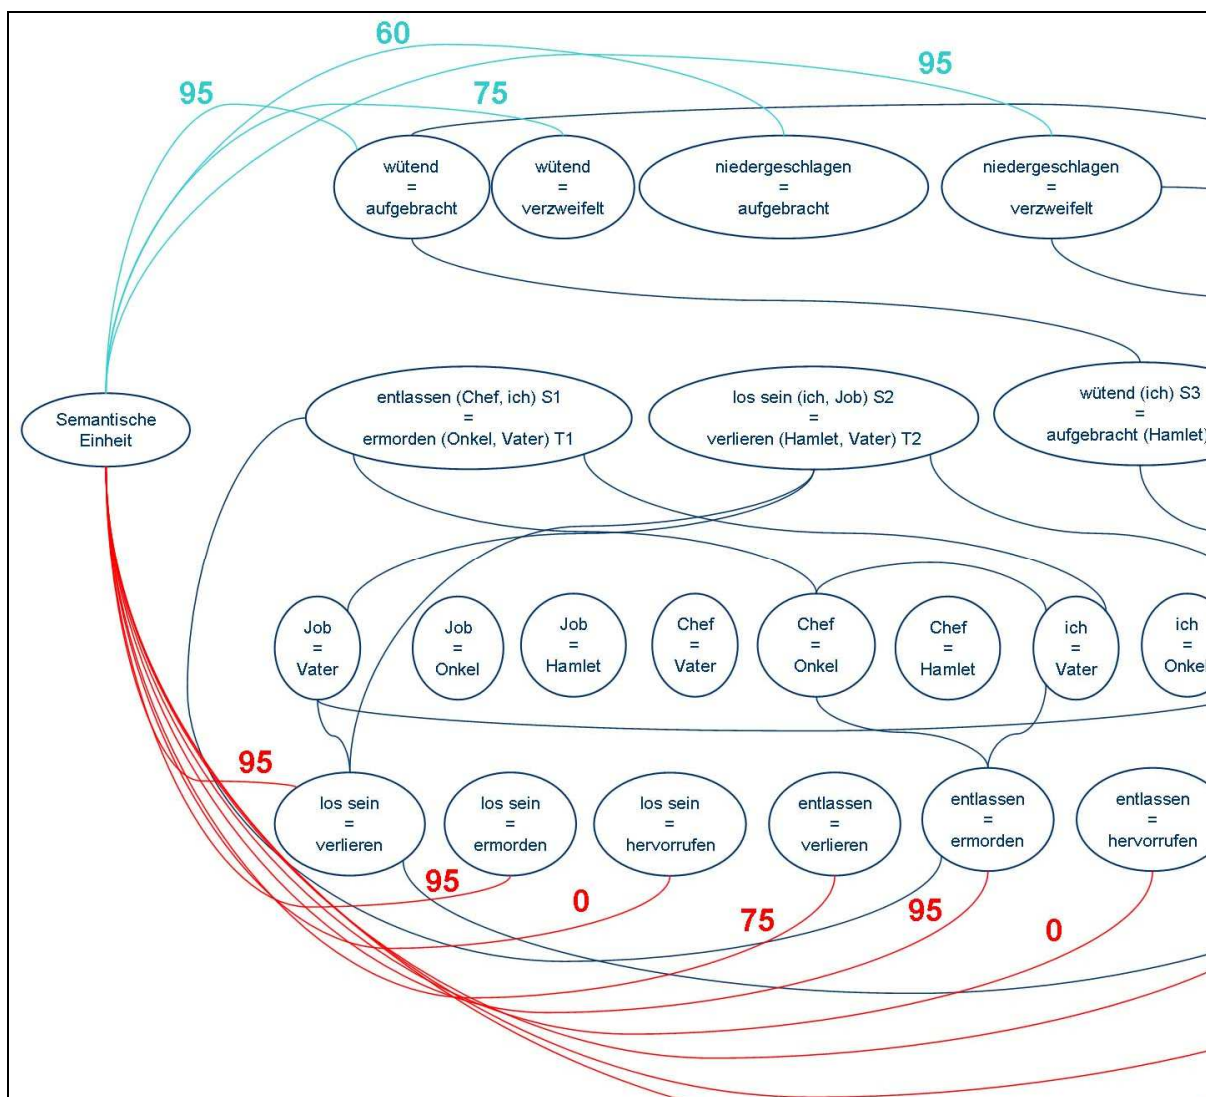 60
95
95
75
wütend
=
aufgebracht
wütend
=
verzweifelt
niedergeschlagen
=
aufgebracht
niedergeschlagen
=
verzweifelt
Semantische
Einheit
entlassen (Chef, ich) S1
=
ermorden (Onkel, Vater) T1
los sein (ich, Job) S2
=
verlieren (Hamlet, Vater) T2
wütend (ich) S3
=
aufgebracht (Hamlet)
Job
=
Vater
Job
=
Onkel
Job
=
Hamlet
Chef
=
Vater
Chef
=
Onkel
Chef
=
Hamlet
ich
=
Vater
ich
=
Onkel
95
los sein
=
verlieren
los sein
=
ermorden
los sein
=
hervorrufen
entlassen
=
verlieren
entlassen
=
ermorden
entlassen
=
hervorrufen
95
0
75
95
0